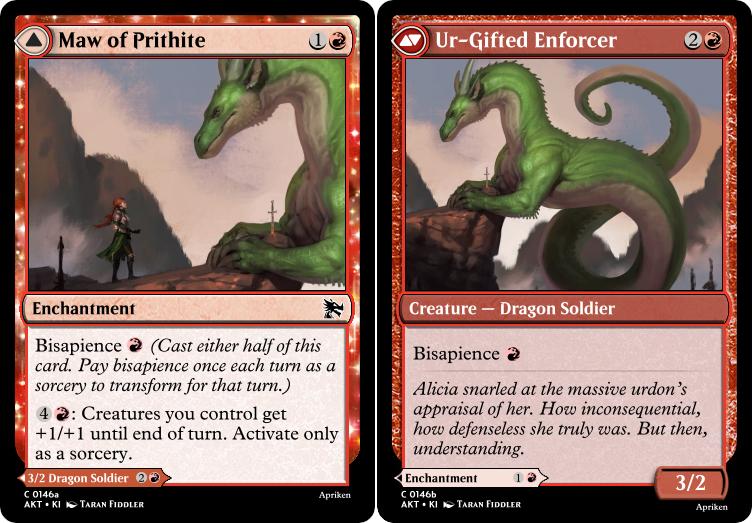 Maw of Prithite 1
Enchantment
Bisapience (Cast either half of this
card. Pay bisapience once each turn as a
sorcery to transform for that turn.)
4 : Creatures you control get
+1/+1 until end of turn. Activate only
as a sorcery.
3/2 Dragon Soldier 2
C 0146a
AKT • KI Taran Fiddler
Apriken
Ur-Gifted Enforcer 2
Creature — Dragon Soldier
Bisapience
Alicia snarled at the massive urdon's
appraisal of her. How inconsequential,
how defenseless she truly was. But then,
understanding.
Enchantment 1
3/2
C 0146b
AKT • KI Taran Fiddler
Apriken